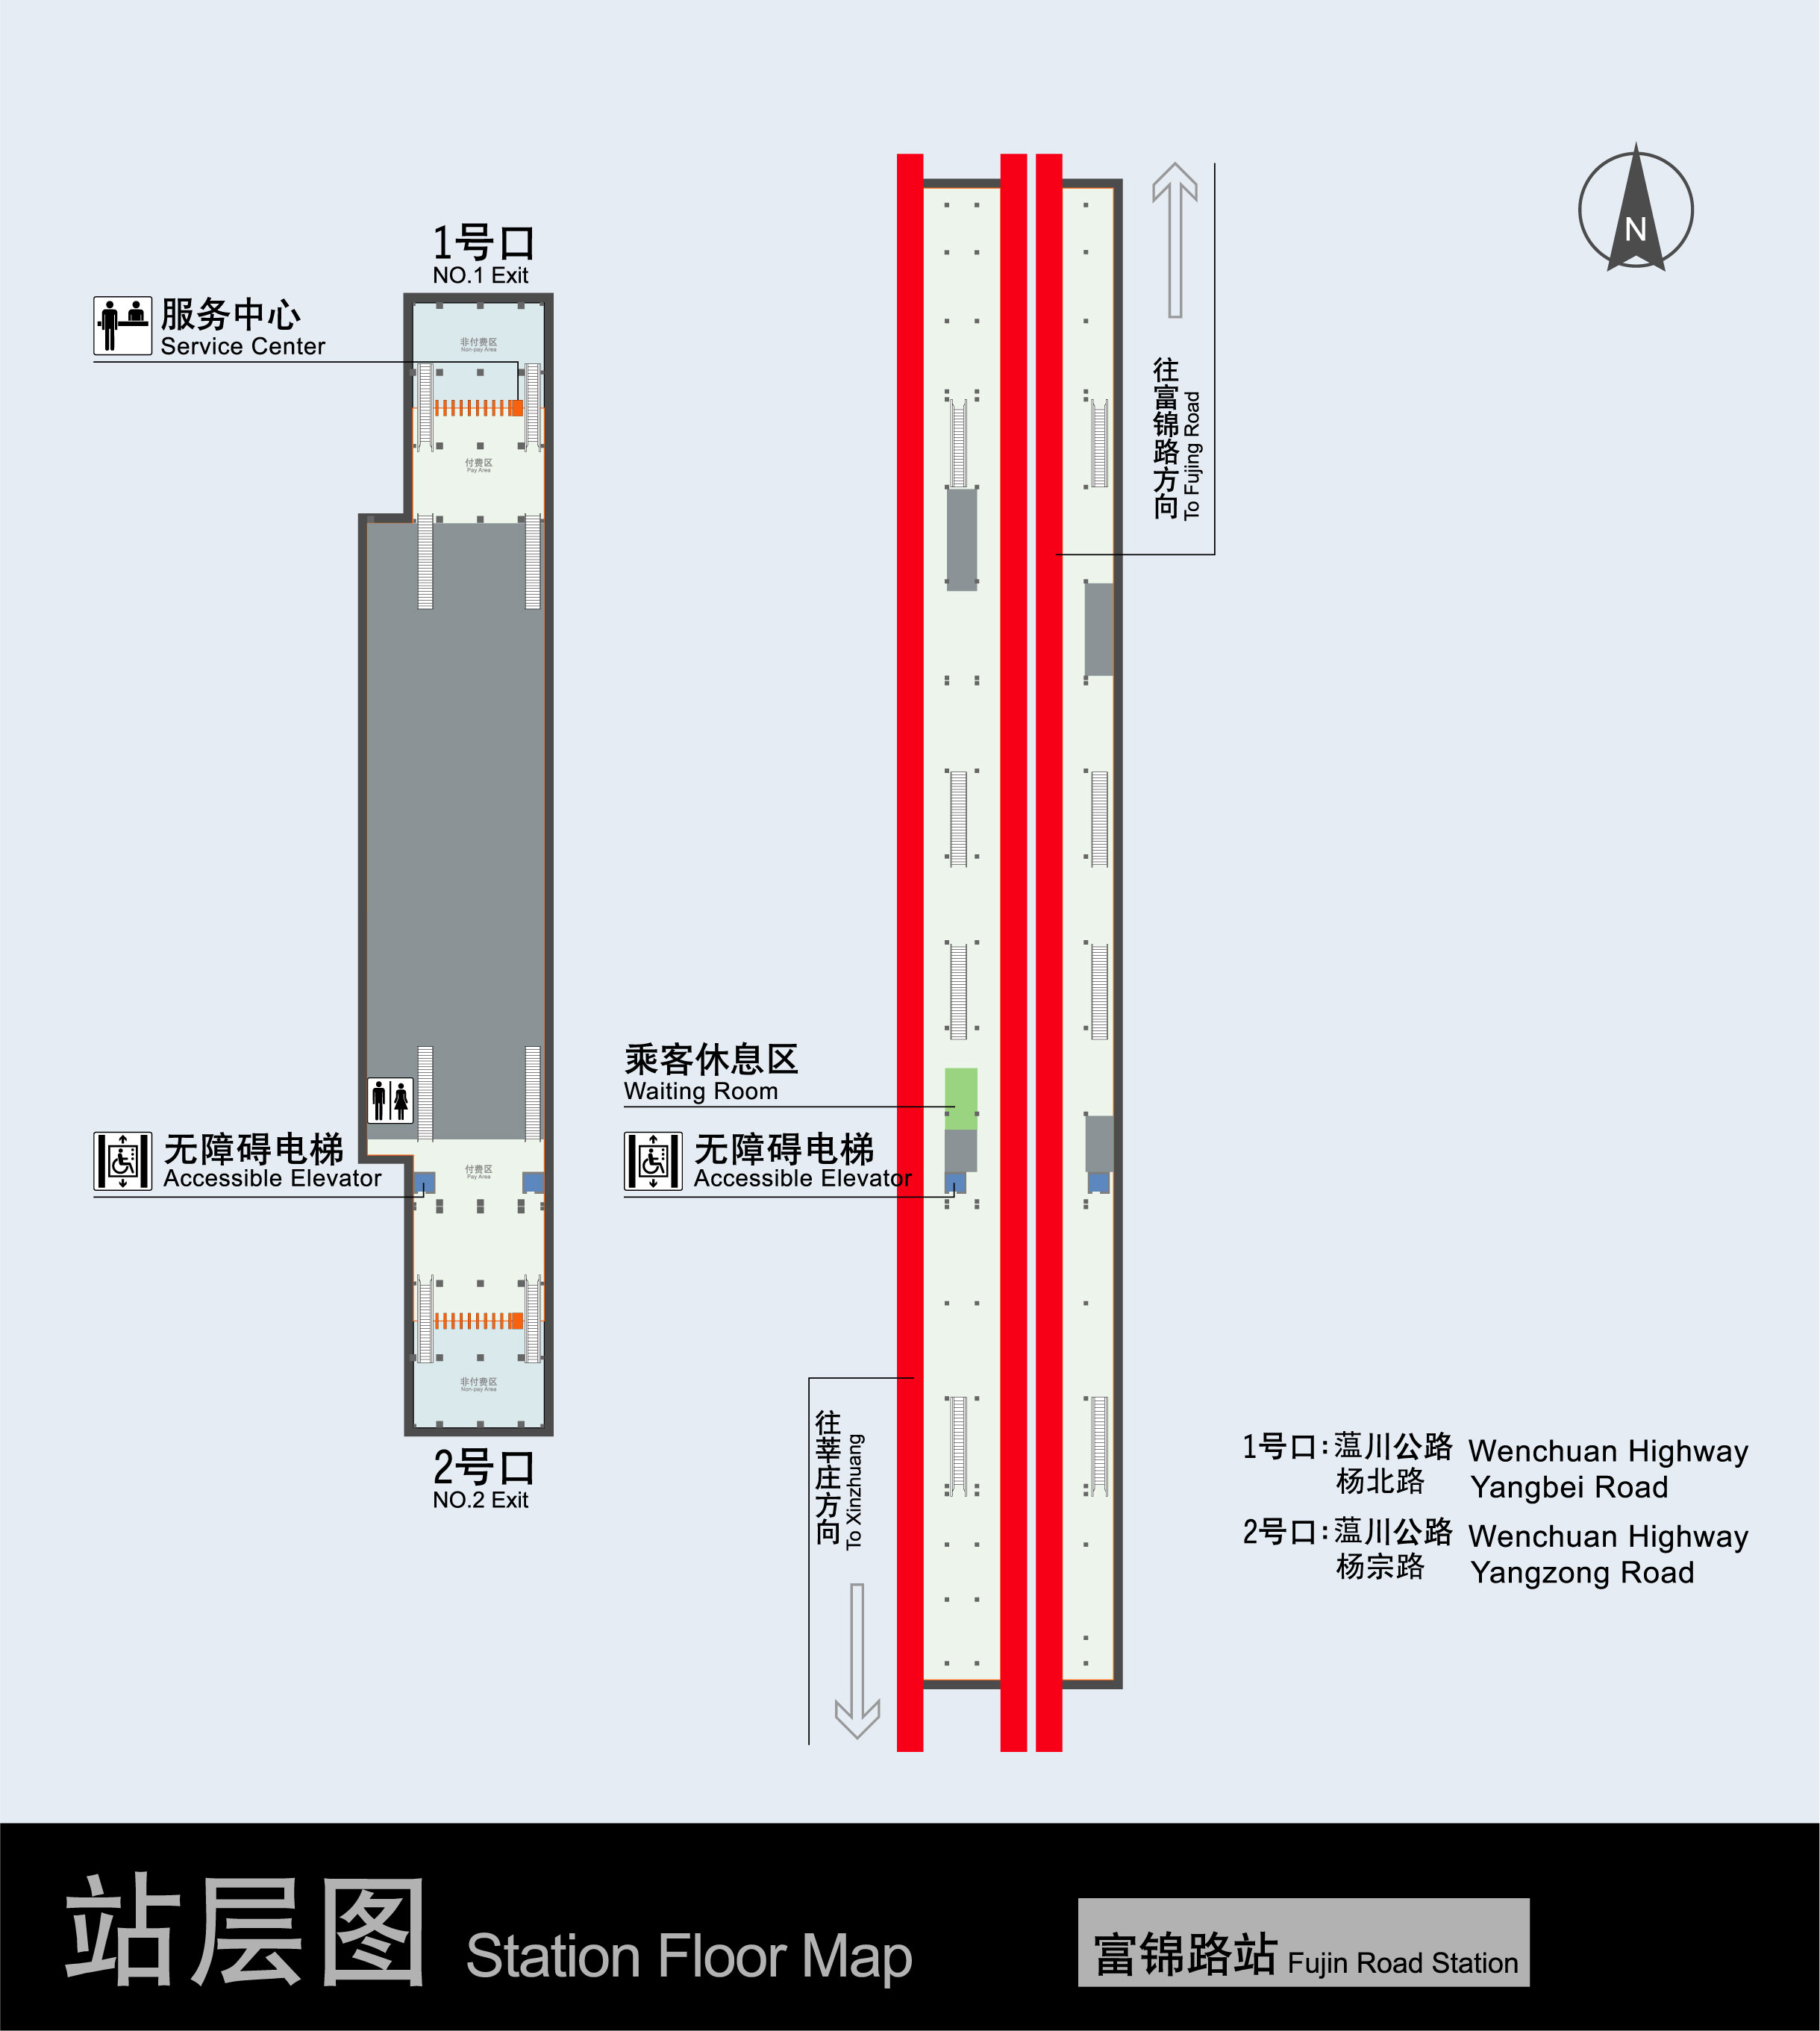 1号口
NO.1 Exit
服务中心
Service Center
非付费区
Non-pay Area
付费区
Pay Area
无障碍电梯
Accessible Elevator
付费区
Pay Area
非付费区
Non-pay Area
2号口
NO.2 Exit
N
往富锦路方向
To Fujing Road
乘客休息区
Waiting Room
无障碍电梯
Accessible Elevator
往莘庄方向
To Xinzhuang
1号口：蕰川公路 Wenchuan Highway
杨北路 Yangbei Road
2号口：蕰川公路 Wenchuan Highway
杨宗路 Yangzong Road
站层图 Station Floor Map
富锦路站 Fujin Road Station